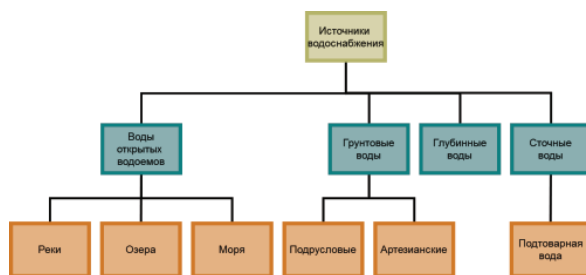 Источники
водоснабжения
Воды
открытых
водоемов
Грунтовые
воды
Глубинные
воды
Сточные
воды
Реки
Озера
Моря
Подрусловые
Артезианские
Подтоварная
вода